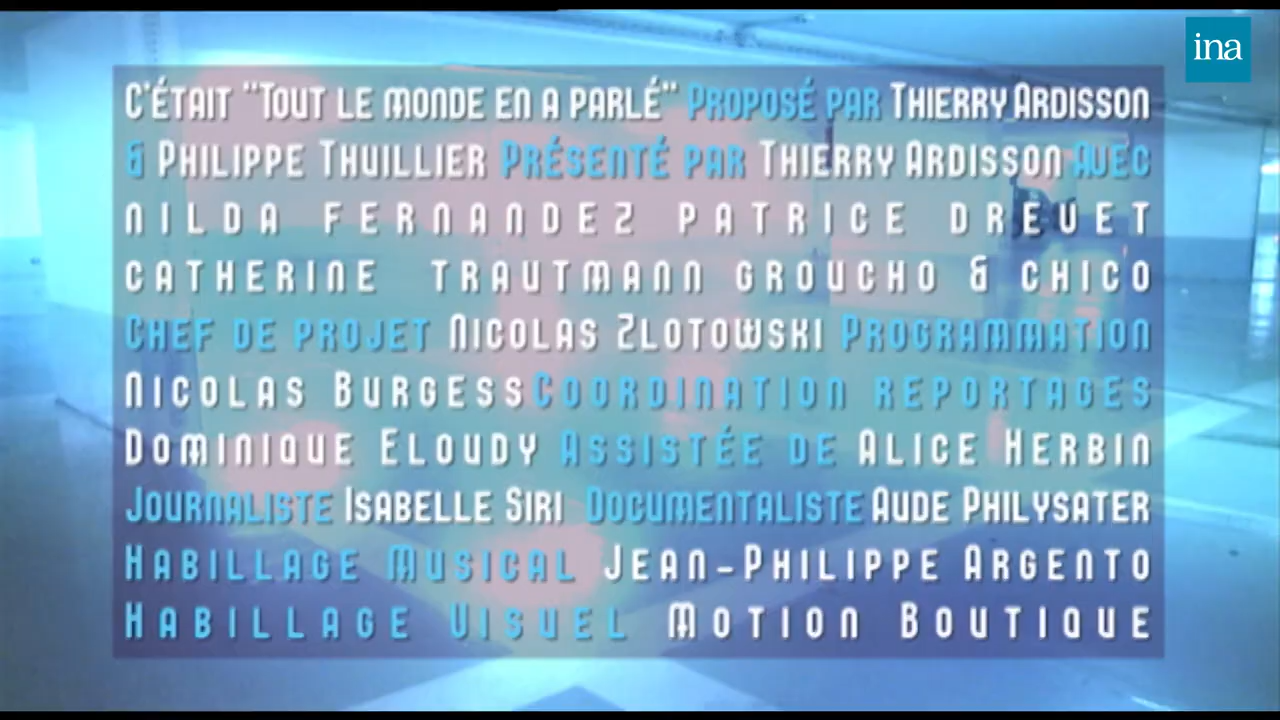 ina
C'ÉTAIT "TOUT LE MONDE EN A PARLÉ" PROPOSÉ PAR THIERRY ARDISSON
& PHILIPPE THUILLIER PRÉSENTÉ PAR THIERRY ARDISSON AVEC
NILDA FERNANDEZ PATRICE DREVET
CATHERINE TRAUTMANN GROUCHO & CHICO
CHEF DE PROJET NICOLAS ZLOTOWSKI PROGRAMMATION
NICOLAS BURGESS COORDINATION REPORTAGES
DOMINIQUE ELOUDY ASSISTÉE DE ALICE HERBIN
JOURNALISTE ISABELLE SIRI DOCUMENTALISTE AUDE PHILYSATER
HABILLAGE MUSICAL JEAN-PHILIPPE ARGENTO
HABILLAGE VISUEL MOTION BOUTIQUE